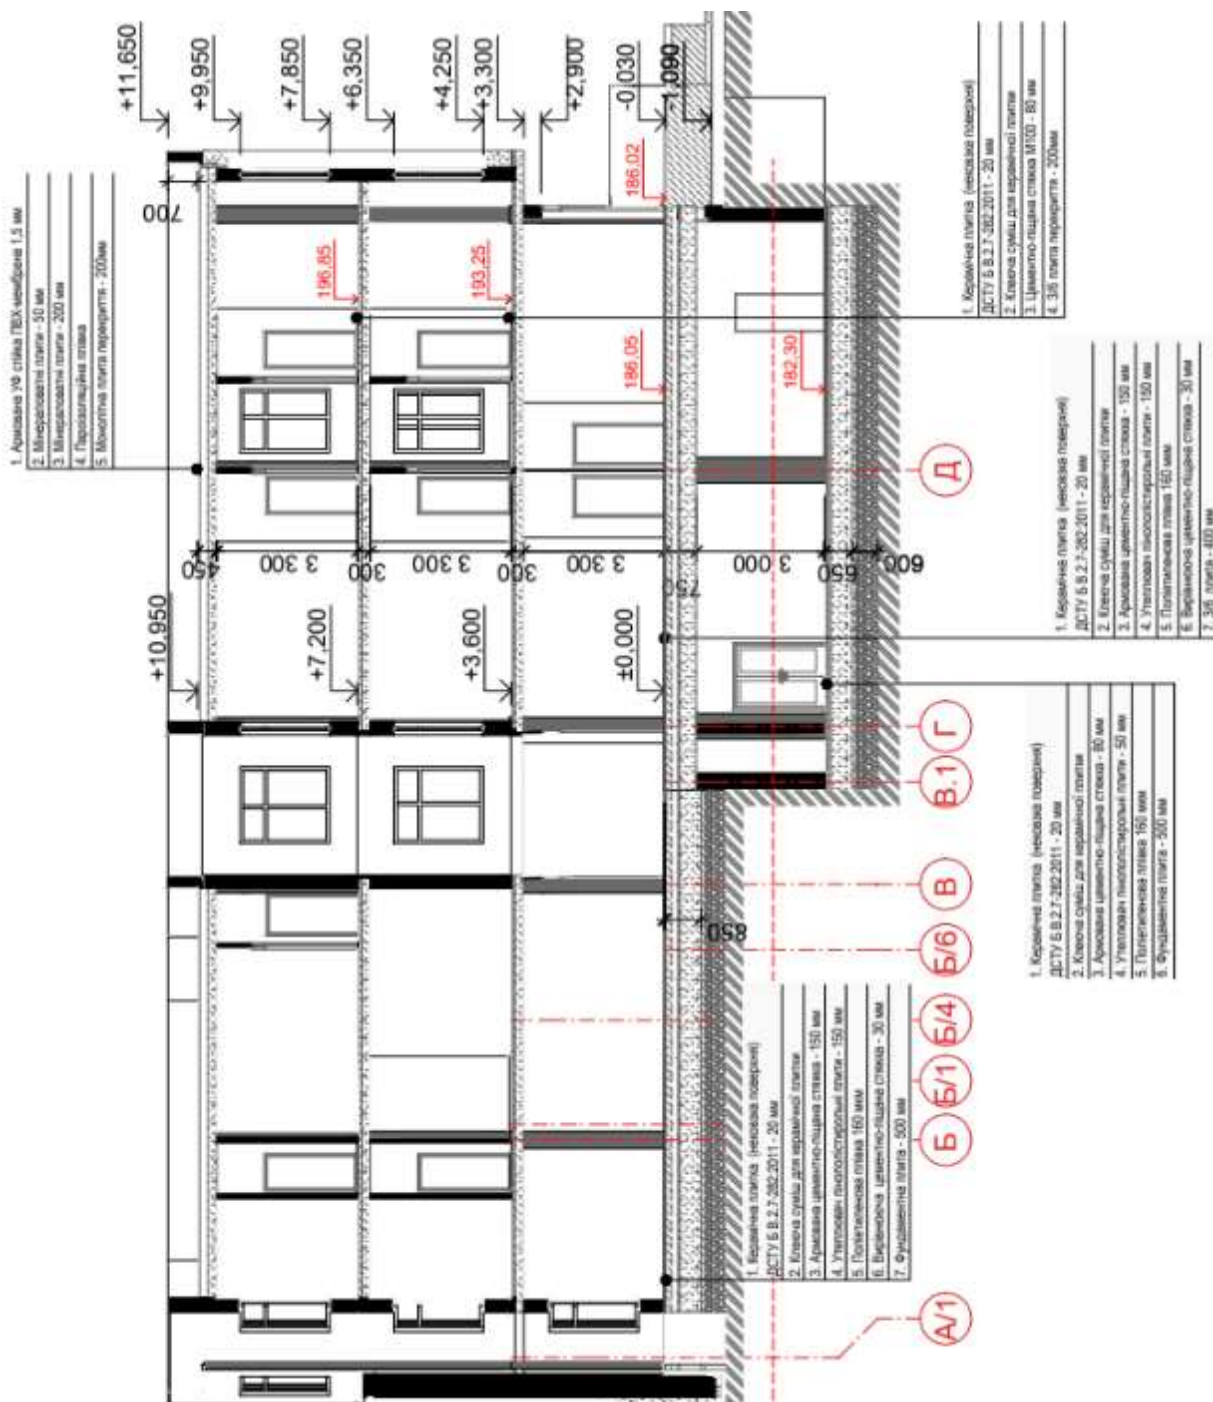 1. Армована УФ стійка ПВХ-мембрана 1,5 мм
2. Мінераловатні плити - 50 мм
3. Мінераловатні плити - 200 мм
4. Пароізоляційна плівка
5. Монолітна плита перекриття - 200мм
+11,650
+9,950
+7,850
+6,350
+4,250
+3,300
+2,900
-0,030
-1,090
700
196,85
193,25
186,02
186,05
182,30
1. Керамічна плитка (нековзка поверхня)
ДСТУ Б В.2.7-282:2011 - 20 мм
2. Клеюча суміш для керамічної плитки
3. Цементно-піщана стяжка М100 - 80 мм
4. З/б плита перекриття - 200мм
450
3 300
300
3 300
300
3 300
750
3 000
650
600
+10,950
+7,200
+3,600
±0,000
1. Керамічна плитка (нековзка поверхня)
ДСТУ Б В.2.7-282:2011 - 20 мм
2. Клеюча суміш для керамічної плитки
3. Армована цементно-піщана стяжка - 150 мм
4. Утеплювач пінополістирольні плити - 150 мм
5. Поліетиленова плівка 160 мкм
6. Вирівнююча цементно-піщана стяжка - 30 мм
7. З/б плита - 400 мм
1. Керамічна плитка (нековзка поверхня)
ДСТУ Б В.2.7-282:2011 - 20 мм
2. Клеюча суміш для керамічної плитки
3. Армована цементно-піщана стяжка - 80 мм
4. Утеплювач пінополістирольні плити - 50 мм
5. Поліетиленова плівка 160 мкм
6. Фундаментна плита - 500 мм
850
1. Керамічна плитка (нековзка поверхня)
ДСТУ Б В.2.7-282:2011 - 20 мм
2. Клеюча суміш для керамічної плитки
3. Армована цементно-піщана стяжка - 150 мм
4. Утеплювач пінополістирольні плити - 150 мм
5. Поліетиленова плівка 160 мкм
6. Вирівнююча цементно-піщана стяжка - 30 мм
7. Фундаментна плита - 500 мм
А/1
Б
Б/1
Б/4
Б/6
В
В.1
Г
Д